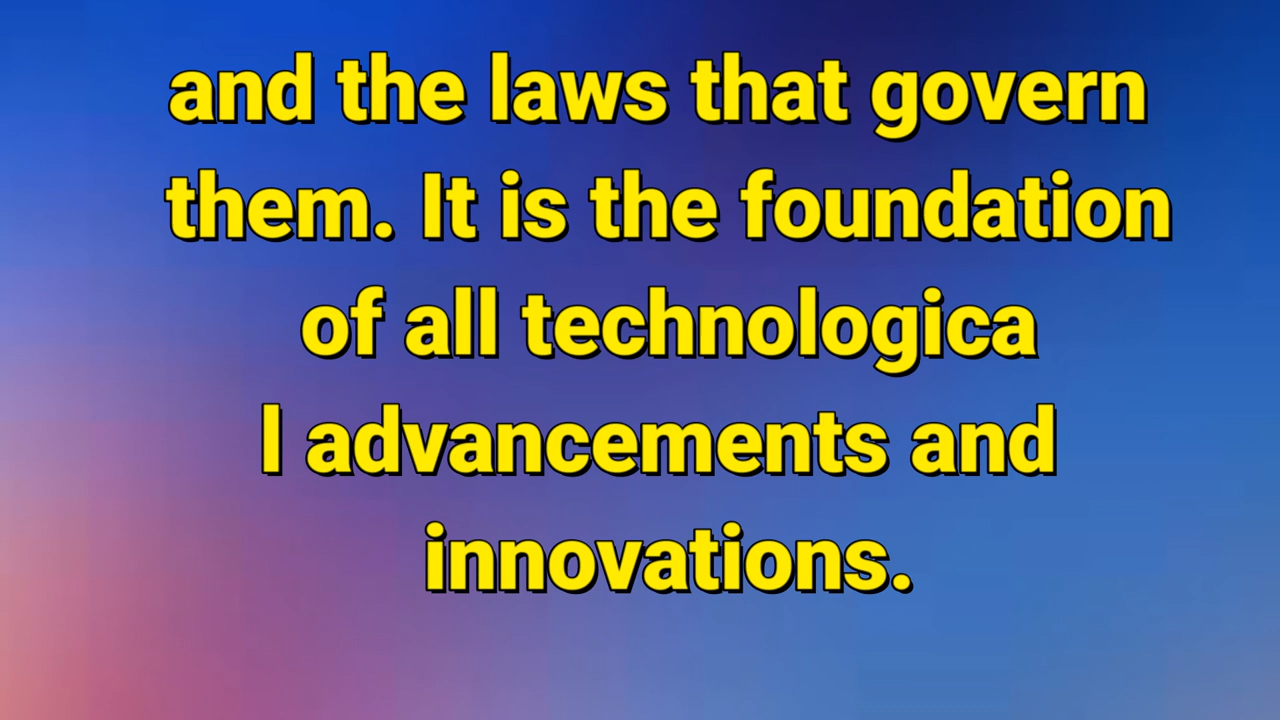 and the laws that govern
them. It is the foundation
of all technologica
l advancements and
innovations.